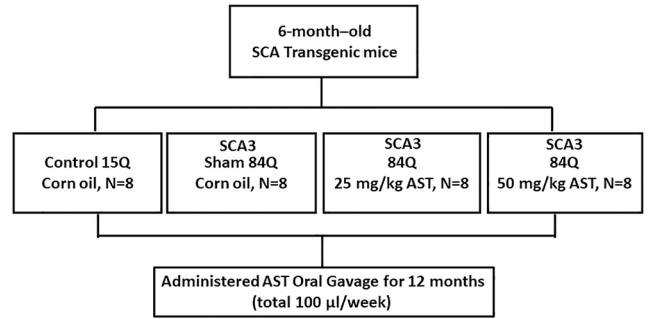 6-month–old
SCA Transgenic mice
Control 15Q
Corn oil, N=8
SCA3
Sham 84Q
Corn oil, N=8
SCA3
84Q
25 mg/kg AST, N=8
SCA3
84Q
50 mg/kg AST, N=8
Administered AST Oral Gavage for 12 months
(total 100 µl/week)